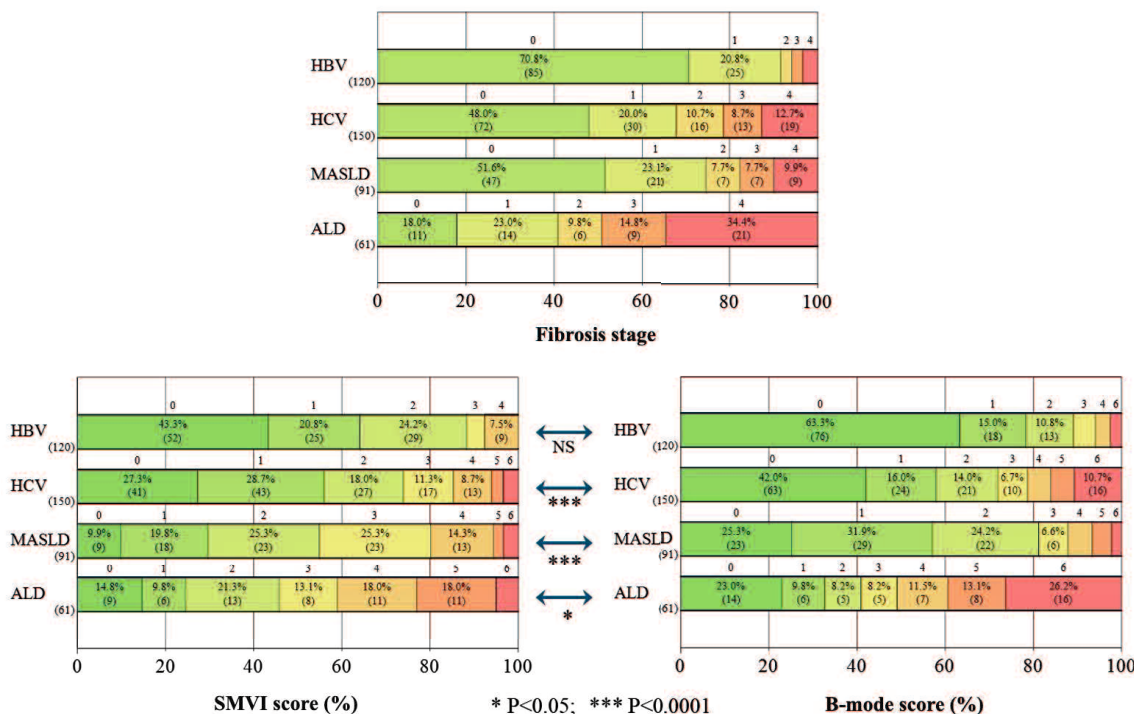 0 1 2 3 4
HBV 70.8% 20.8%
(120) (85) (25)
0 1 2 3 4
HCV 48.0% 20.0% 10.7% 8.7% 12.7%
(150) (72) (30) (16) (13) (19)
0 1 2 3 4
MASLD 51.6% 23.1% 7.7% 7.7% 9.9%
(91) (47) (21) (7) (7) (9)
0 1 2 3 4
ALD 18.0% 23.0% 9.8% 14.8% 34.4%
(61) (11) (14) (6) (9) (21)
0 20 40 60 80 100
Fibrosis stage
0 1 2 3 4
HBV 43.3% 20.8% 24.2% 7.5%
(120) (52) (25) (29) (9)
0 1 2 3 4 5 6
HCV 27.3% 28.7% 18.0% 11.3% 8.7%
(150) (41) (43) (27) (17) (13)
0 1 2 3 4 5 6
MASLD 9.9% 19.8% 25.3% 25.3% 14.3%
(91) (9) (18) (23) (23) (13)
0 1 2 3 4 5 6
ALD 14.8% 9.8% 21.3% 13.1% 18.0% 18.0%
(61) (9) (6) (13) (8) (11) (11)
0 20 40 60 80 100
SMVI score (%)
NS
***
***
*
0 1 2 3 4 6
HBV 63.3% 15.0% 10.8%
(120) (76) (18) (13)
0 1 2 3 4 5 6
HCV 42.0% 16.0% 14.0% 6.7% 10.7%
(150) (63) (24) (21) (10) (16)
0 1 2 3 4 5 6
MASLD 25.3% 31.9% 24.2% 6.6%
(91) (23) (29) (22) (6)
0 1 2 3 4 5 6
ALD 23.0% 9.8% 8.2% 8.2% 11.5% 13.1% 26.2%
(61) (14) (6) (5) (5) (7) (8) (16)
0 20 40 60 80 100
B-mode score (%)
* P<0.05; *** P<0.0001